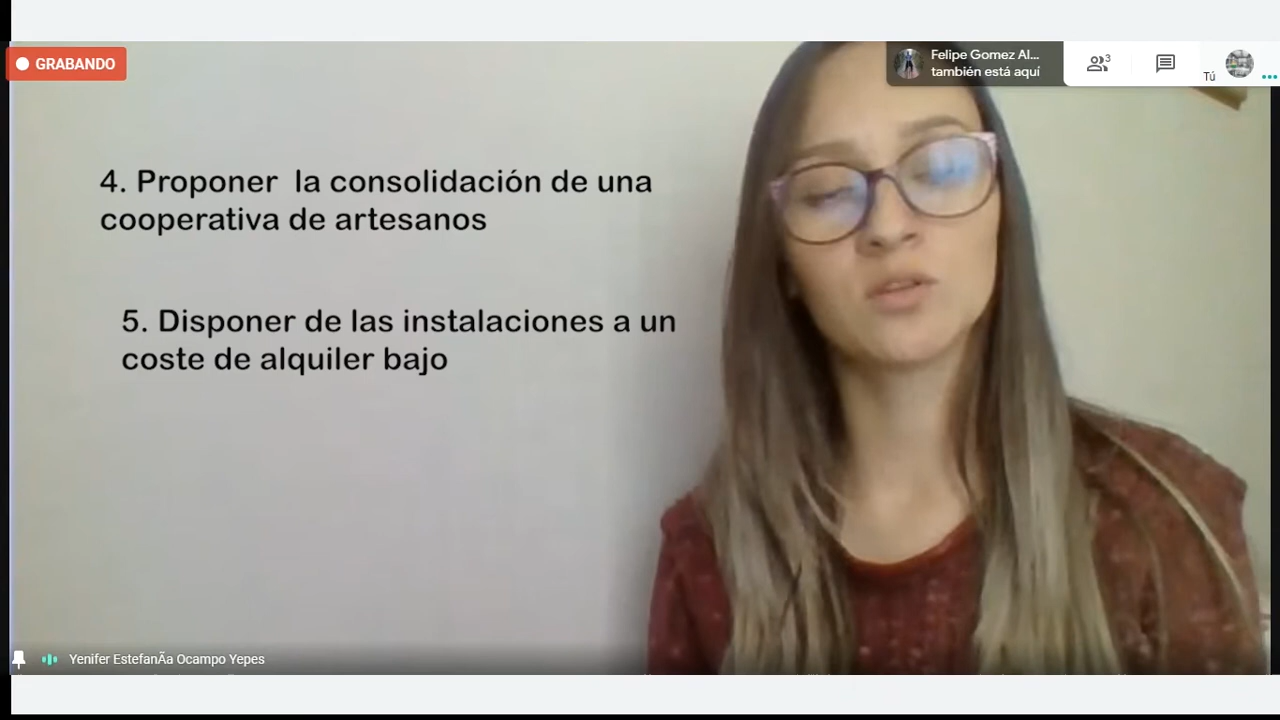 GRABANDO
Felipe Gomez Al...
también está aquí
3
Tú
4. Proponer la consolidación de una
cooperativa de artesanos
5. Disponer de las instalaciones a un
coste de alquiler bajo
Yenifer EstefanÃa Ocampo Yepes